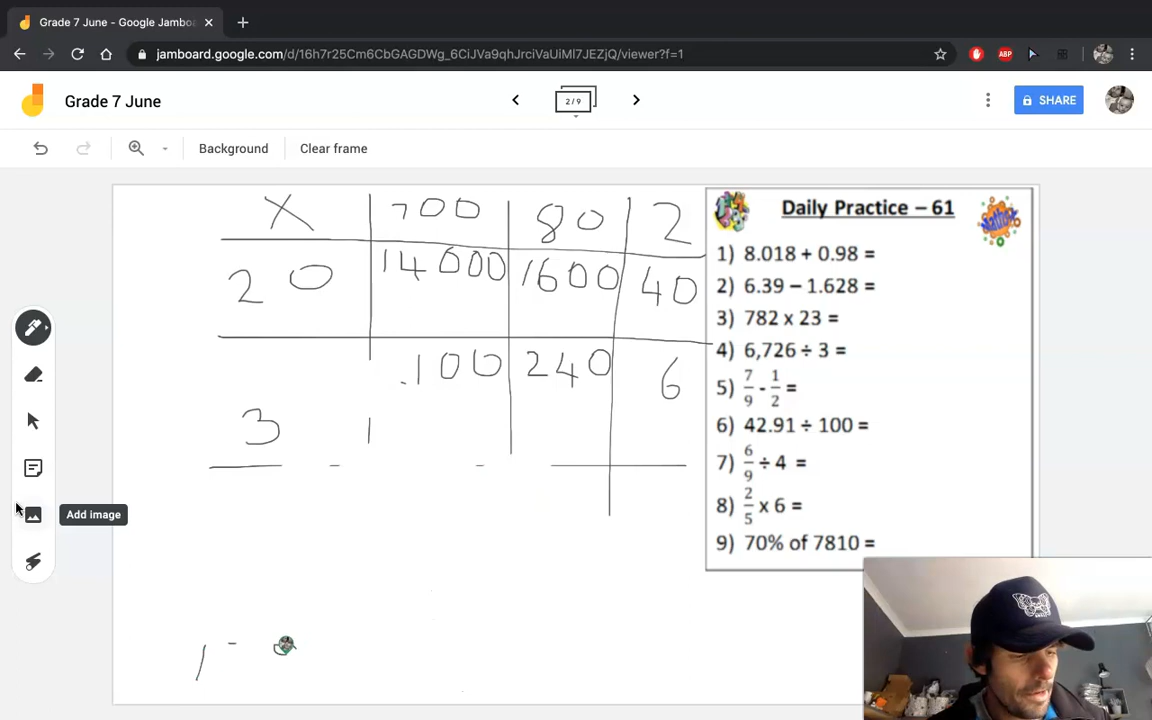 Grade 7 June - Google Jambo
jamboard.google.com/d/16h7r25Cm6CbGAGDWg_6CiJVa9qhJrciVaUiMl7JEZjQ/viewer?f=1
ABP
Grade 7 June
2/9
SHARE
Background
Clear frame
X 700 80 2
20 14000 1600 40
.100 240 6
3
Daily Practice – 61
1) 8.018 + 0.98 =
2) 6.39 – 1.628 =
3) 782 x 23 =
4) 6,726 ÷ 3 =
5) 7/9 - 1/2 =
6) 42.91 ÷ 100 =
7) 6/9 ÷ 4 =
8) 2/5 x 6 =
9) 70% of 7810 =
Add image